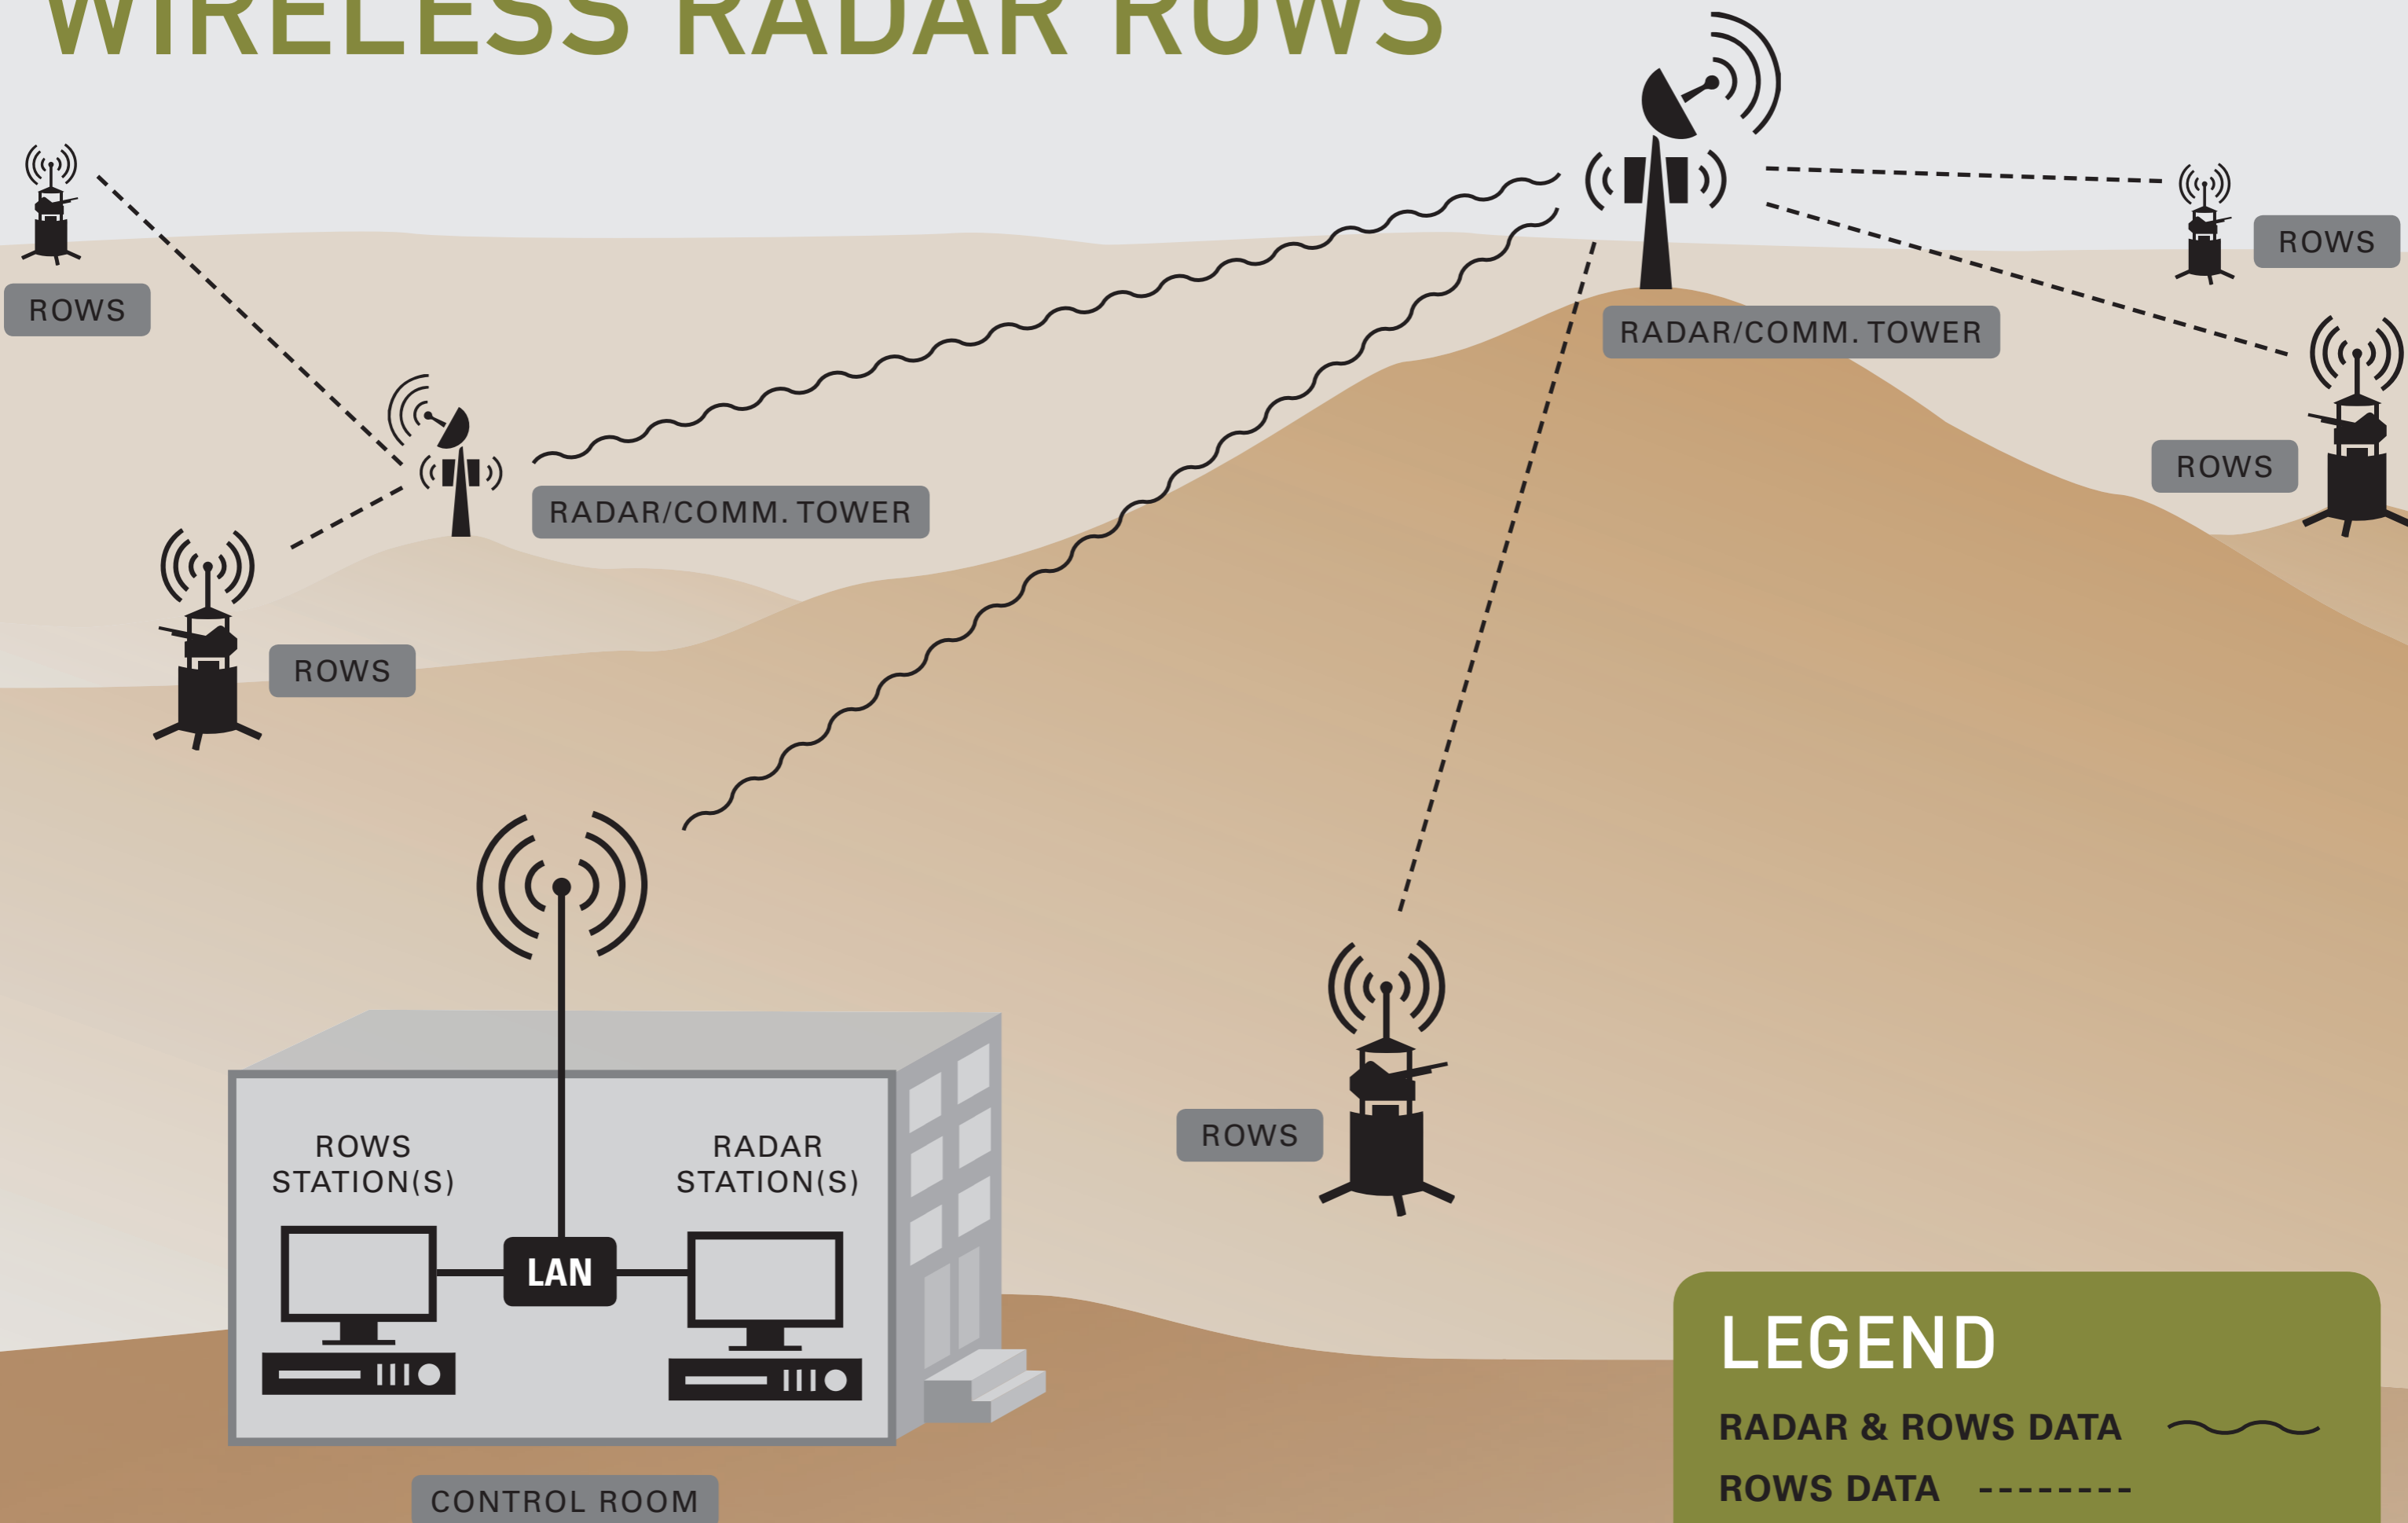 WIRELESS RADAR ROWS
ROWS
ROWS
RADAR/COMM. TOWER
ROWS
RADAR/COMM. TOWER
ROWS
ROWS
ROWS
STATION(S)
RADAR
STATION(S)
LAN
CONTROL ROOM
LEGEND
RADAR & ROWS DATA
ROWS DATA